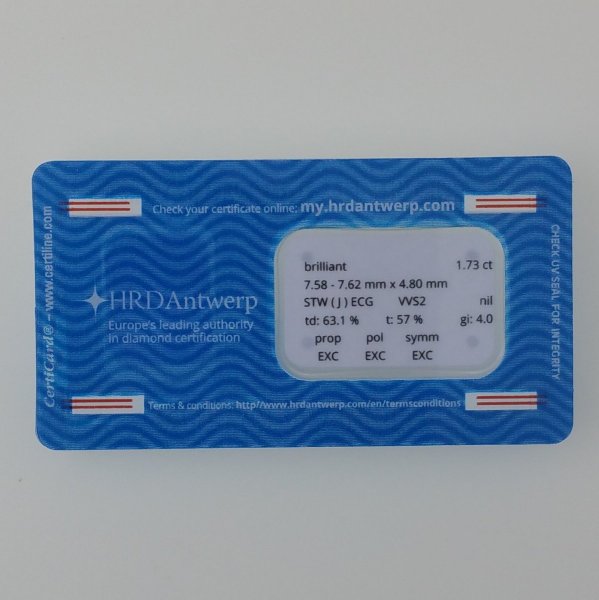 Check your certificate online: my.hrdantwerp.com
HRDAntwerp
Europe's leading authority
in diamond certification
brilliant 1.73 ct
7.58 - 7.62 mm x 4.80 mm
STW ( J ) ECG VVS2 nil
td: 63.1 % t: 57 % gi: 4.0
prop pol symm
EXC EXC EXC
Terms & conditions: http//www.hrdantwerp.com/en/termsconditions
CertiCard® - www.certiline.com
CHECK UV SEAL FOR INTEGRITY